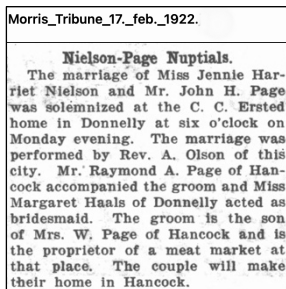 Morris_Tribune_17._feb._1922.
Nielson-Page Nuptials.
The marriage of Miss Jennie Har-
riet Nielson and Mr. John H. Page
was solemnized at the C. C. Ersted
home in Donnelly at six o'clock on
Monday evening. The marriage was
performed by Rev. A. Olson of this
city. Mr. Raymond A. Page of Han-
cock accompanied the groom and Miss
Margaret Haals of Donnelly acted as
bridesmaid. The groom is the son
of Mrs. W. Page of Hancock and is
the proprietor of a meat market at
that place. The couple will make
their home in Hancock.